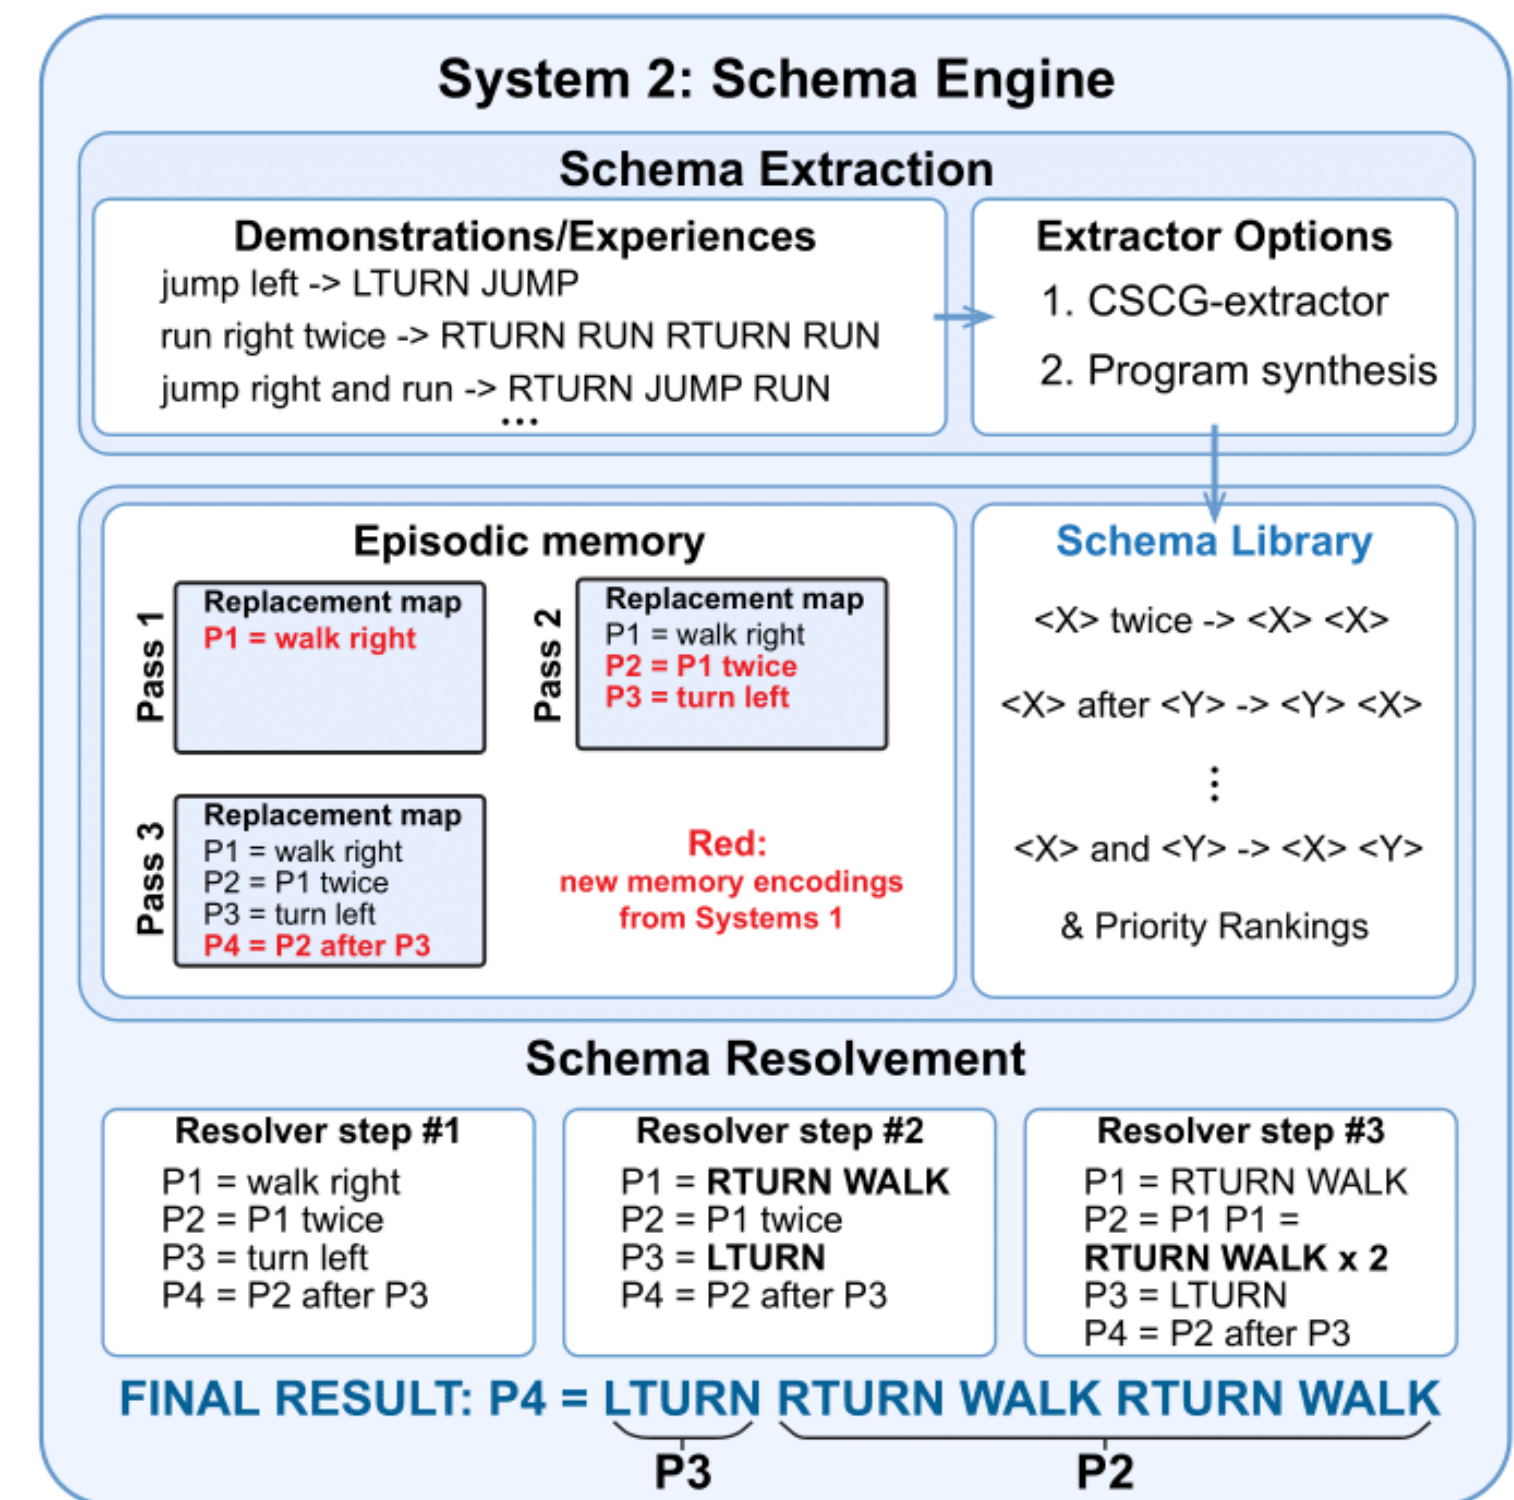 System 2: Schema Engine
Schema Extraction
Demonstrations/Experiences
jump left -> LTURN JUMP
run right twice -> RTURN RUN RTURN RUN
jump right and run -> RTURN JUMP RUN
...
Extractor Options
1. CSCG-extractor
2. Program synthesis
Episodic memory
Pass 1
Replacement map
P1 = walk right
Pass 2
Replacement map
P1 = walk right
P2 = P1 twice
P3 = turn left
Pass 3
Replacement map
P1 = walk right
P2 = P1 twice
P3 = turn left
P4 = P2 after P3
Red:
new memory encodings
from Systems 1
Schema Library
<X> twice -> <X> <X>
<X> after <Y> -> <Y> <X>
⋮
<X> and <Y> -> <X> <Y>
& Priority Rankings
Schema Resolvement
Resolver step #1
P1 = walk right
P2 = P1 twice
P3 = turn left
P4 = P2 after P3
Resolver step #2
P1 = RTURN WALK
P2 = P1 twice
P3 = LTURN
P4 = P2 after P3
Resolver step #3
P1 = RTURN WALK
P2 = P1 P1 =
RTURN WALK x 2
P3 = LTURN
P4 = P2 after P3
FINAL RESULT: P4 = LTURN RTURN WALK RTURN WALK
P3
P2